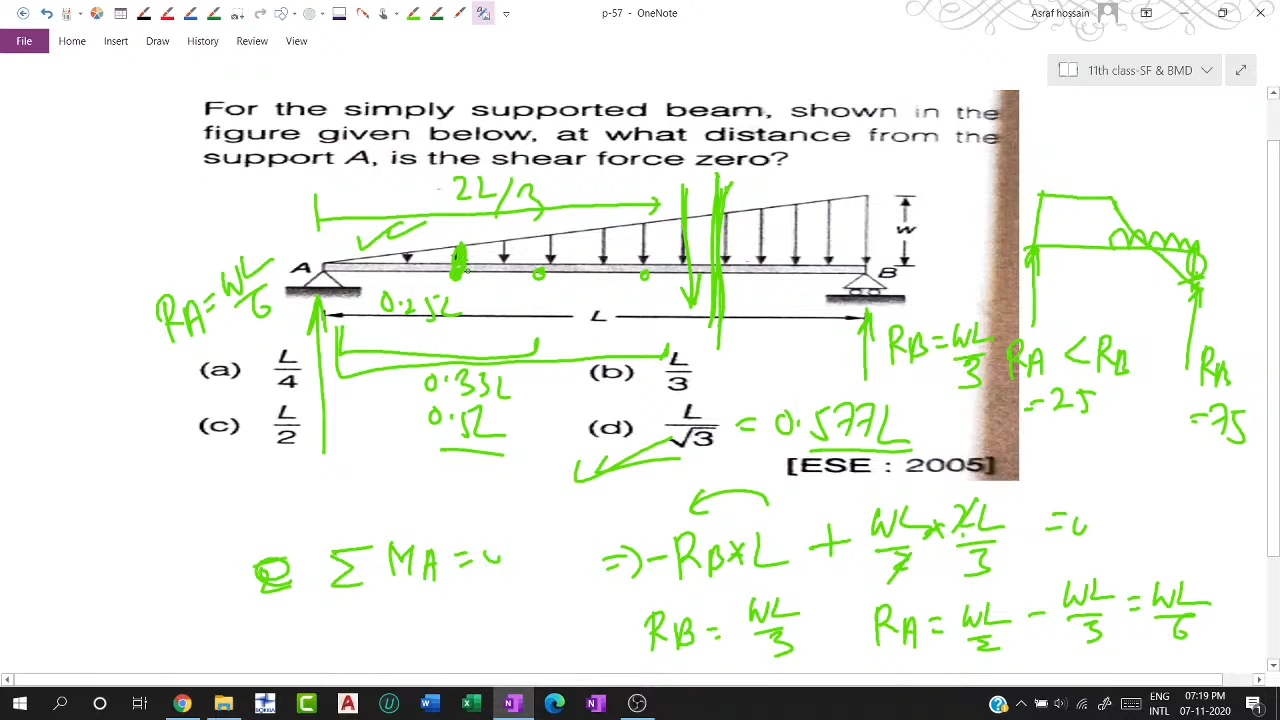 p-57 - OneNote
Asraf hossain
File Home Insert Draw History Review View
11th class-SF & BMD
For the simply supported beam, shown in the
figure given below, at what distance from the
support A, is the shear force zero?
2L/3
w
A
B
RA = WL/6
0.25L
L
RB = WL/3
RA < RB
= 25
RB
= 75
(a) L/4
(b) L/3
0.33L
(c) L/2
0.5L
(d) L/√3 = 0.577L
[ESE : 2005]
∑ MA = 0 => -RB × L + WL/2 × 2L/3 = 0
RB = WL/3 RA = WL/2 - WL/3 = WL/6
ENG
07:19 PM
INTL
07-11-2020